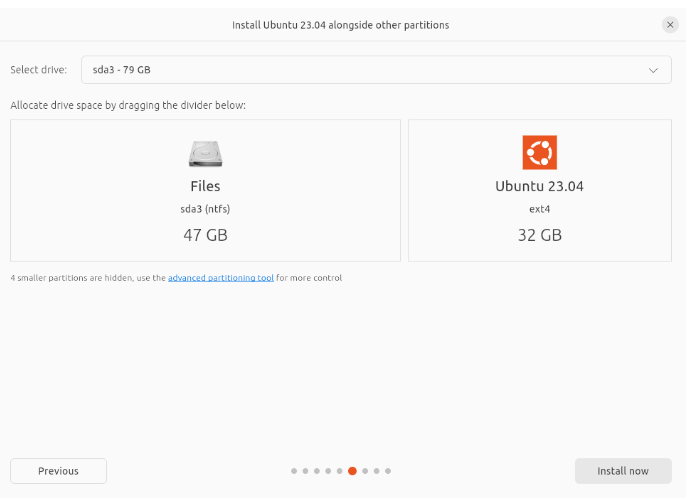 Install Ubuntu 23.04 alongside other partitions
Select drive:
sda3 - 79 GB
Allocate drive space by dragging the divider below:
Files
sda3 (ntfs)
47 GB
Ubuntu 23.04
ext4
32 GB
4 smaller partitions are hidden, use the advanced partitioning tool for more control
Previous
Install now